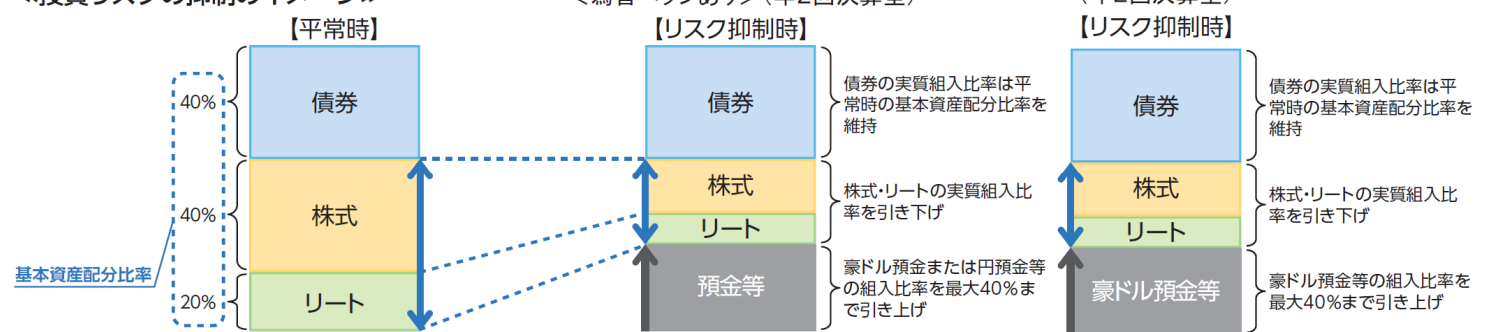 【平常時】
40%
債券
40%
株式
20%
リート
基本資産配分比率
【リスク抑制時】
債券
株式
リート
預金等
債券の実質組入比率は平
常時の基本資産配分比率を
維持
株式・リートの実質組入比
率を引き下げ
豪ドル預金または円預金等
の組入比率を最大40%ま
で引き上げ
【リスク抑制時】
債券
株式
リート
豪ドル預金等
債券の実質組入比率は平
常時の基本資産配分比率を
維持
株式・リートの実質組入比
率を引き下げ
豪ドル預金等の組入比率を
最大40%まで引き上げ